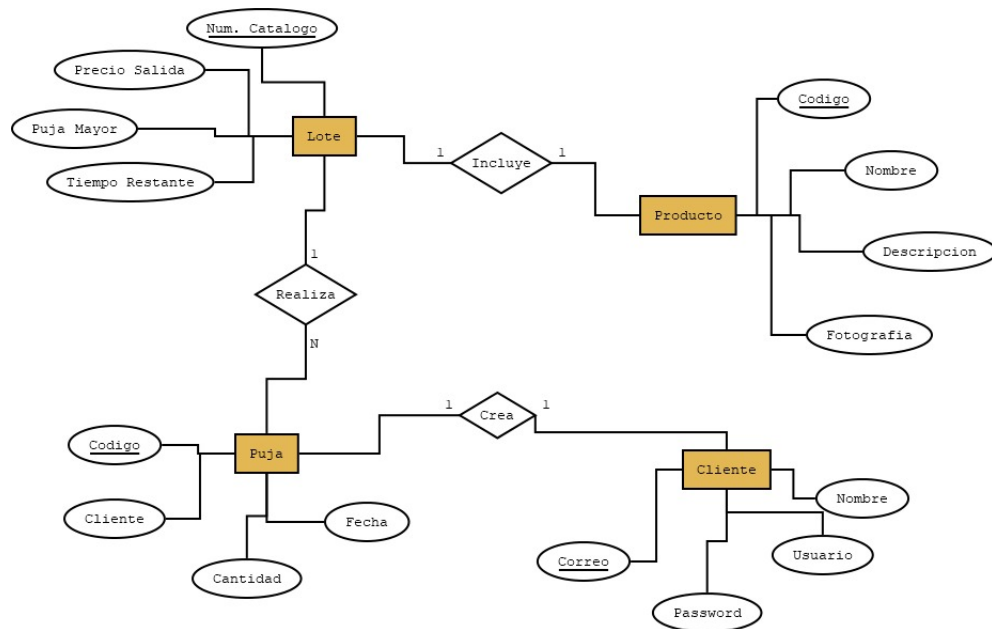 Num. Catalogo
Precio Salida
Codigo
Puja Mayor
Lote
1
Incluye
1
Nombre
Tiempo Restante
Producto
Descripcion
1
Realiza
Fotografia
N
1
Crea
1
Codigo
Puja
Cliente
Cliente
Fecha
Nombre
Usuario
Correo
Cantidad
Password